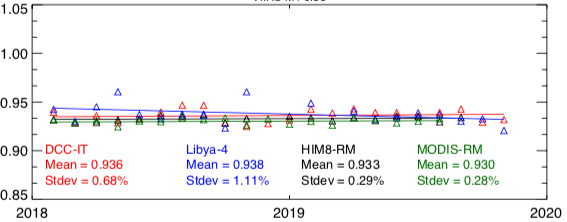 1.05
1.00
0.95
0.90
0.85
DCC-IT Libya-4 HIM8-RM MODIS-RM
Mean = 0.936 Mean = 0.938 Mean = 0.933 Mean = 0.930
Stdev = 0.68% Stdev = 1.11% Stdev = 0.29% Stdev = 0.28%
2018 2019 2020